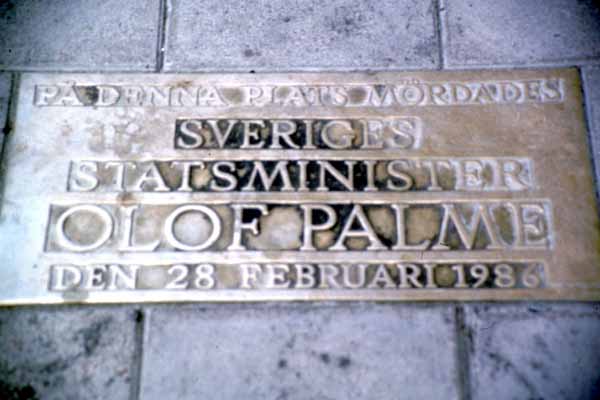 PÅ DENNA PLATS MÖRDADES
SVERIGES
STATSMINISTER
OLOF PALME
DEN 28 FEBRUARI 1986